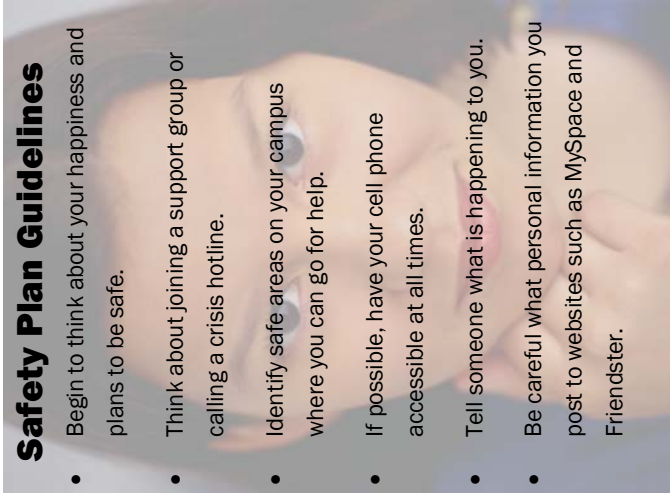 Safety Plan Guidelines
• Begin to think about your happiness and
plans to be safe.
• Think about joining a support group or
calling a crisis hotline.
• Identify safe areas on your campus
where you can go for help.
• If possible, have your cell phone
accessible at all times.
• Tell someone what is happening to you.
• Be careful what personal information you
post to websites such as MySpace and
Friendster.